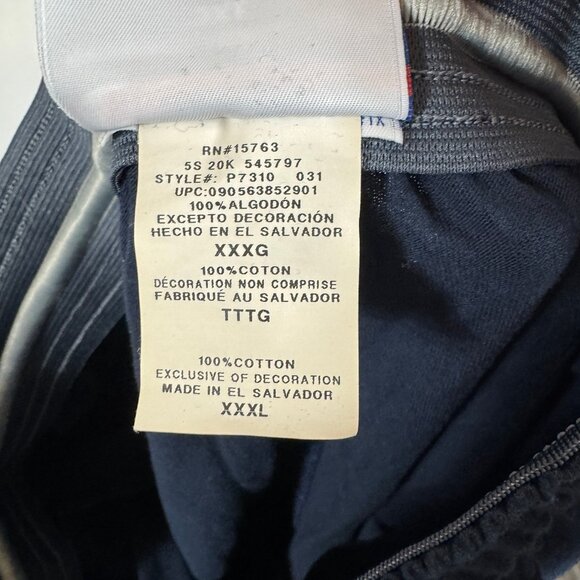 RN#15763
5S 20K 545797
STYLE#: P7310 031
UPC:090563852901
100%ALGODÓN
EXCEPTO DECORACIÓN
HECHO EN EL SALVADOR
XXXG
100%COTON
DÉCORATION NON COMPRISE
FABRIQUÉ AU SALVADOR
TTTG
100%COTTON
EXCLUSIVE OF DECORATION
MADE IN EL SALVADOR
XXXL